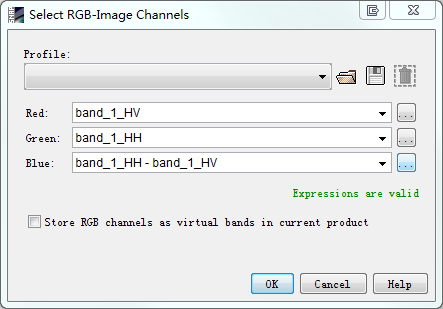 Select RGB-Image Channels
Profile:
Red: band_1_HV ...
Green: band_1_HH ...
Blue: band_1_HH - band_1_HV ...
Expressions are valid
Store RGB channels as virtual bands in current product
OK Cancel Help